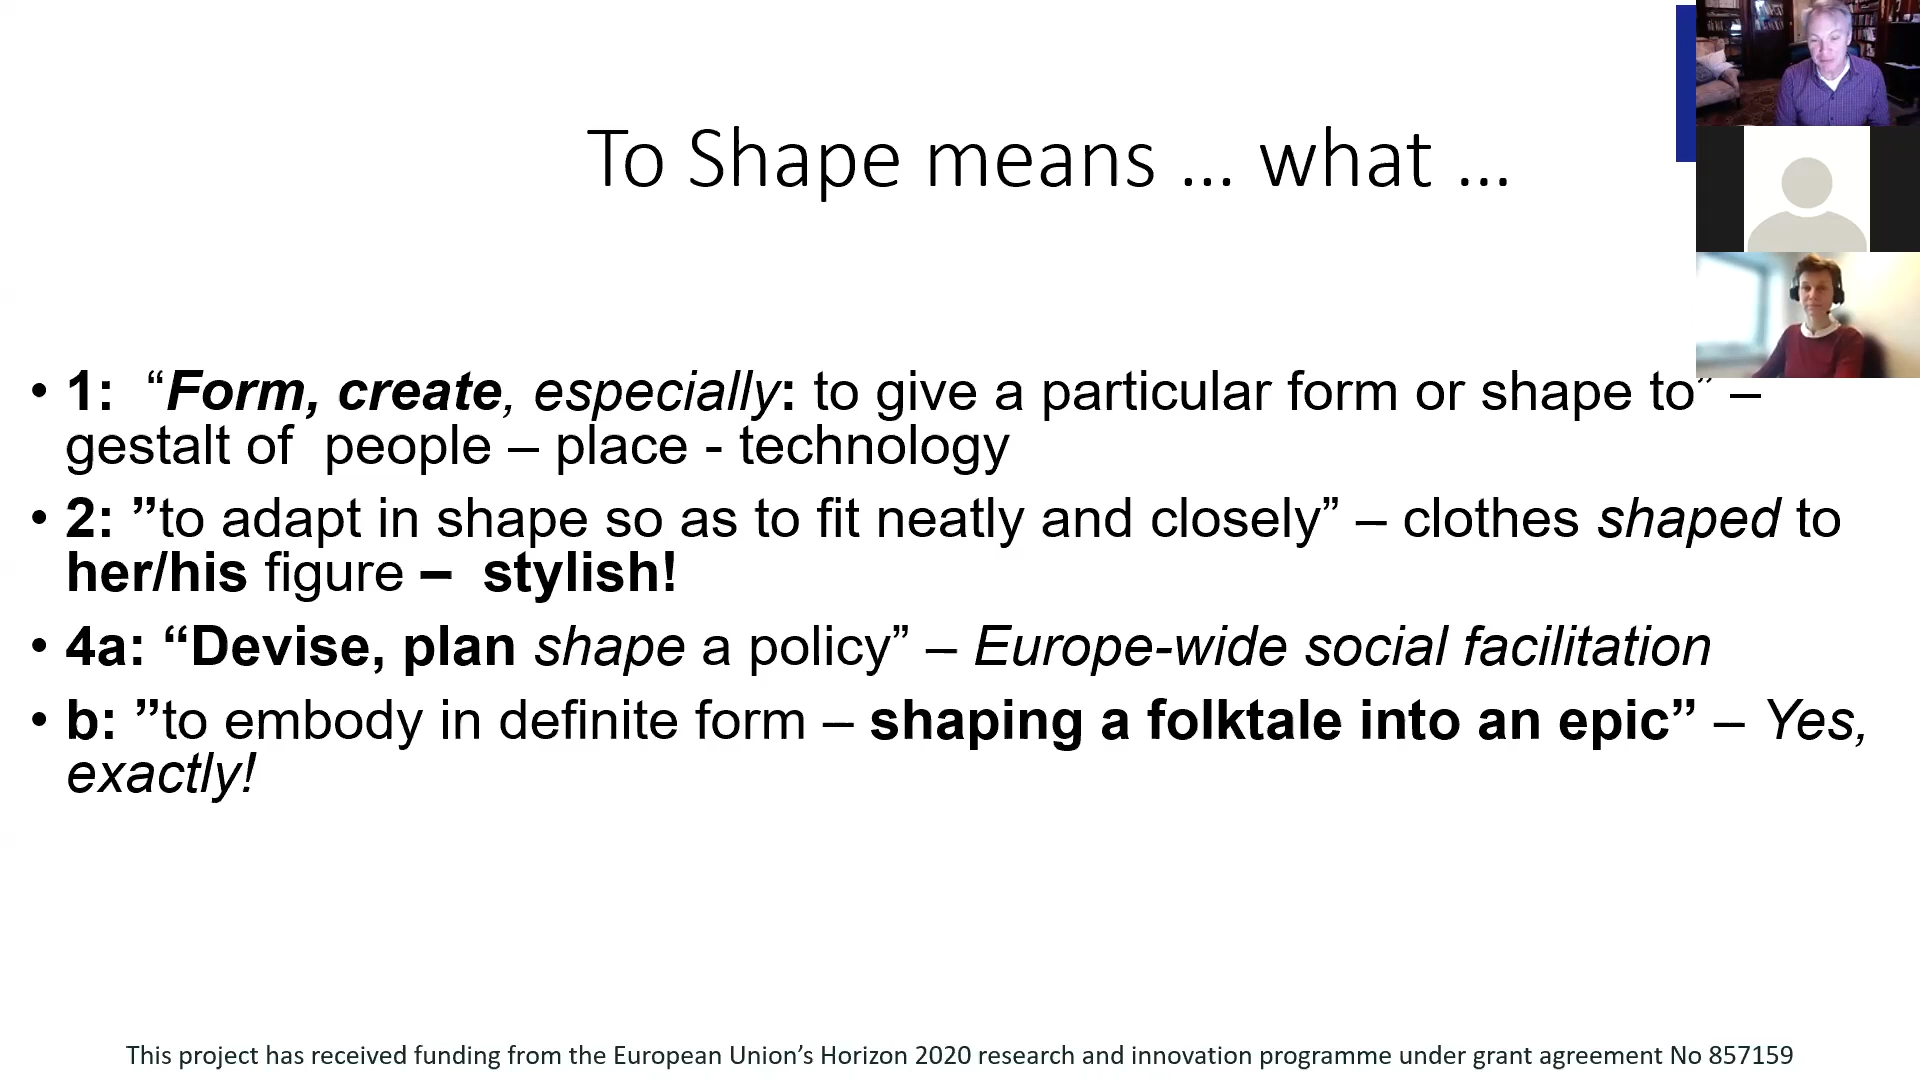 To Shape means ... what ...
• 1:  “Form, create, especially: to give a particular form or shape to” –
gestalt of  people – place - technology
• 2: ”to adapt in shape so as to fit neatly and closely” – clothes shaped to
her/his figure –  stylish!
• 4a: “Devise, plan shape a policy” – Europe-wide social facilitation
• b: ”to embody in definite form – shaping a folktale into an epic” – Yes,
exactly!
This project has received funding from the European Union’s Horizon 2020 research and innovation programme under grant agreement No 857159